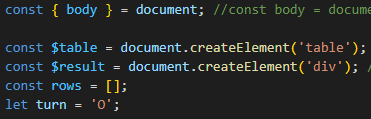 const { body } = document; //const body = docume
const $table = document.createElement('table');
const $result = document.createElement('div'); /
const rows = [];
let turn = 'O';